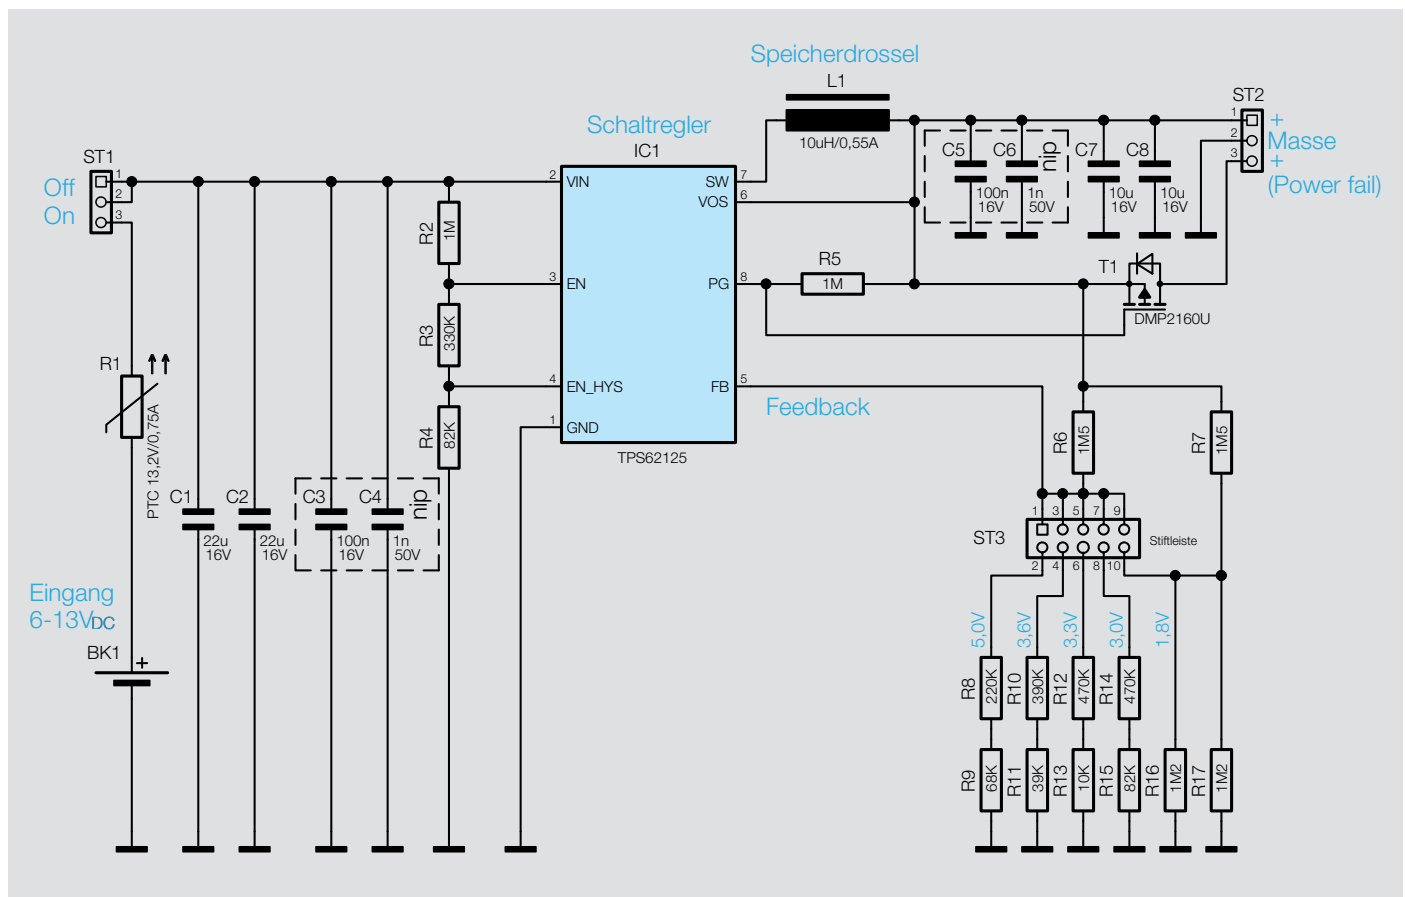 Speicherdrossel
L1
10uH/0,55A
ST2
1
2
3
+
Masse
+
(Power fail)
Schaltregler
IC1
ST1
1
2
3
Off
On
2
VIN
SW
7
VOS
6
3
EN
PG
8
4
EN_HYS
FB
5
1
GND
TPS62125
C5
100n
16V
C6
1n
50V
nip
C7
10u
16V
C8
10u
16V
R2
1M
R3
330K
R4
82K
R5
1M
T1
DMP2160U
Feedback
R1
PTC 13,2V/0,75A
C1
22u
16V
C2
22u
16V
C3
100n
16V
C4
1n
50V
nip
Eingang
6-13VDC
BK1
+
R6
1M5
R7
1M5
1
3
5
7
9
ST3
Stiftleiste
2
4
6
8
10
5,0V
3,6V
3,3V
3,0V
1,8V
R8
220K
R10
390K
R12
470K
R14
470K
R9
68K
R11
39K
R13
10K
R15
82K
R16
1M2
R17
1M2